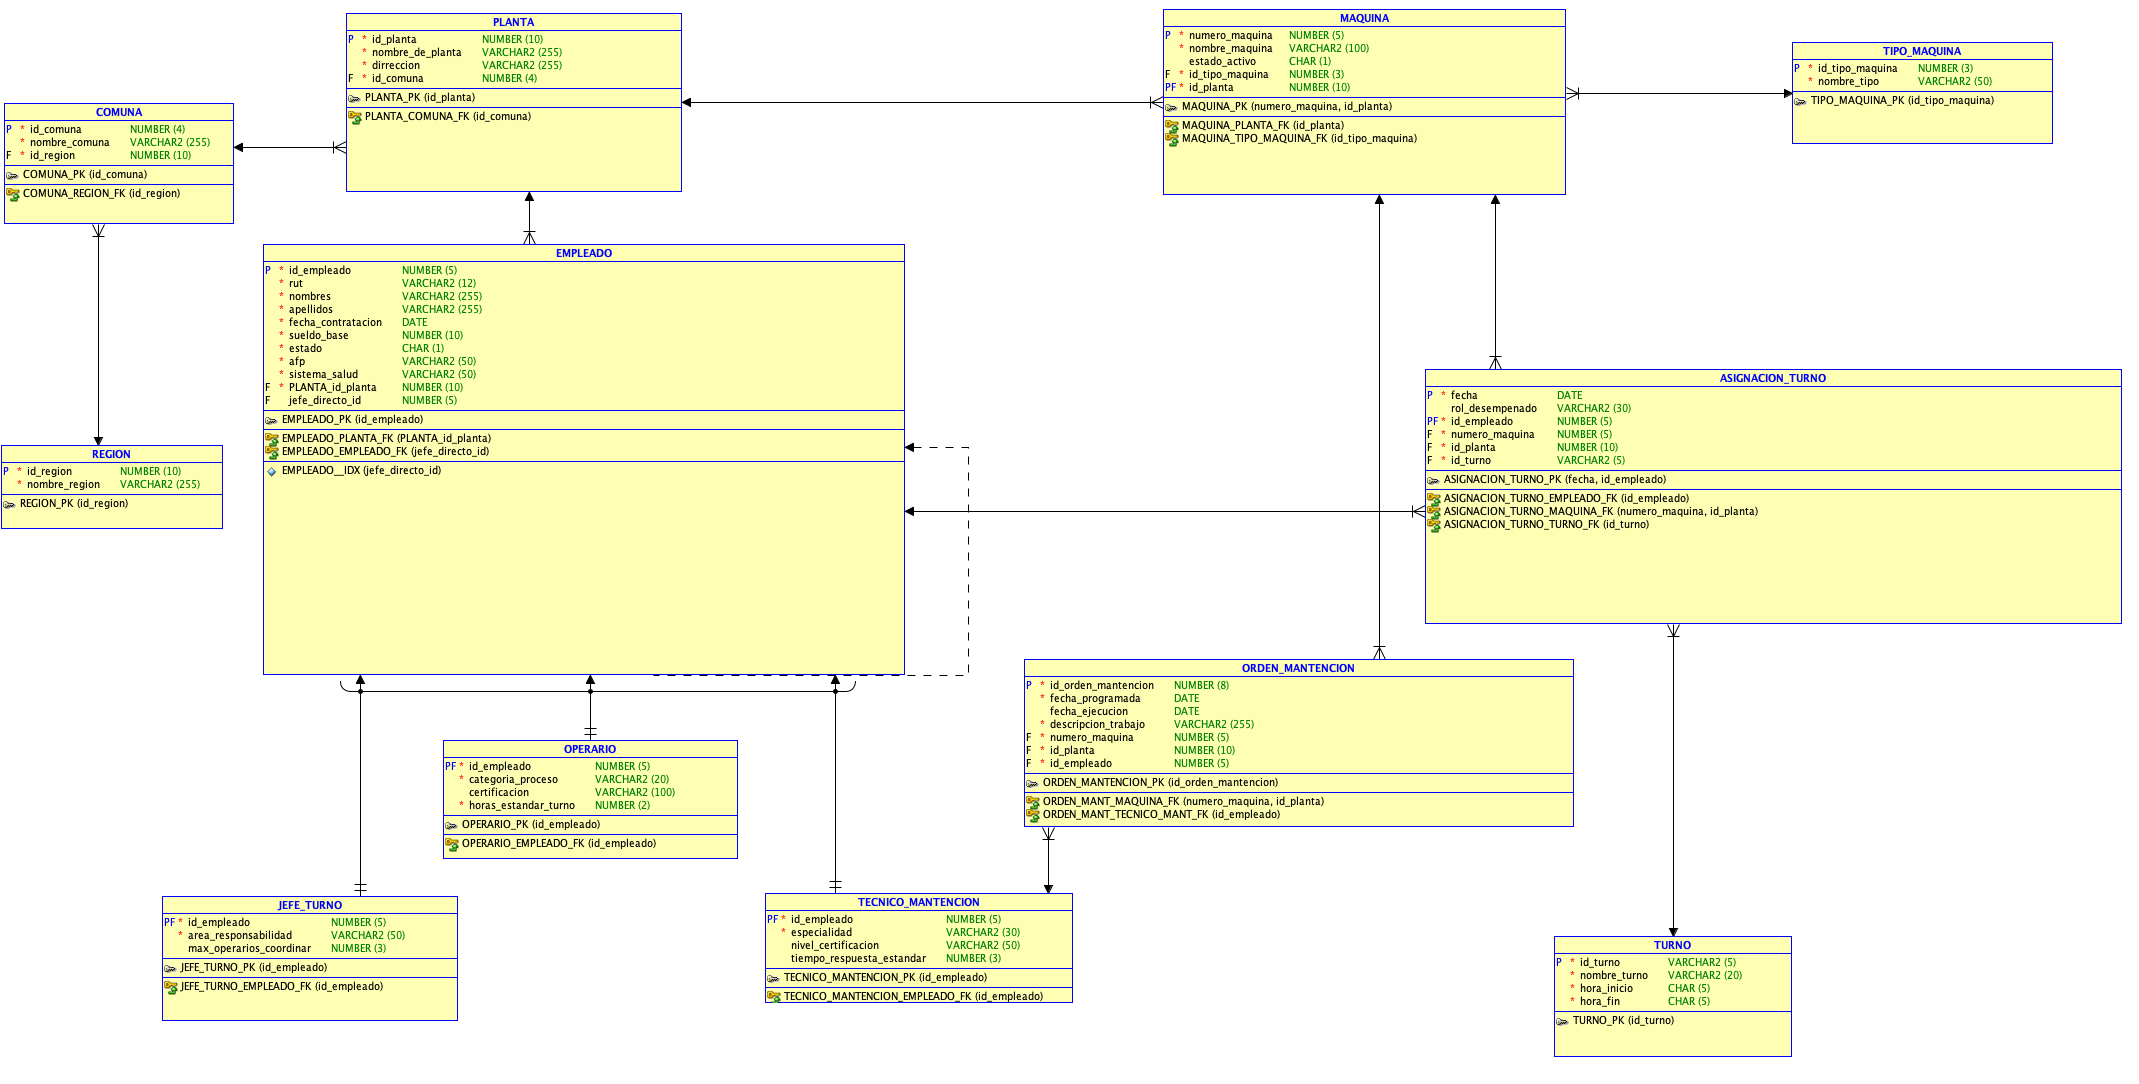 PLANTA
P * id_planta NUMBER (10)
* nombre_de_planta VARCHAR2 (255)
* dirreccion VARCHAR2 (255)
F * id_comuna NUMBER (4)
PLANTA_PK (id_planta)
PLANTA_COMUNA_FK (id_comuna)
MAQUINA
P * numero_maquina NUMBER (5)
* nombre_maquina VARCHAR2 (100)
estado_activo CHAR (1)
F * id_tipo_maquina NUMBER (3)
PF * id_planta NUMBER (10)
MAQUINA_PK (numero_maquina, id_planta)
MAQUINA_PLANTA_FK (id_planta)
MAQUINA_TIPO_MAQUINA_FK (id_tipo_maquina)
TIPO_MAQUINA
P * id_tipo_maquina NUMBER (3)
* nombre_tipo VARCHAR2 (50)
TIPO_MAQUINA_PK (id_tipo_maquina)
COMUNA
P * id_comuna NUMBER (4)
* nombre_comuna VARCHAR2 (255)
F * id_region NUMBER (10)
COMUNA_PK (id_comuna)
COMUNA_REGION_FK (id_region)
EMPLEADO
P * id_empleado NUMBER (5)
* rut VARCHAR2 (12)
* nombres VARCHAR2 (255)
* apellidos VARCHAR2 (255)
* fecha_contratacion DATE
* sueldo_base NUMBER (10)
* estado CHAR (1)
* afp VARCHAR2 (50)
* sistema_salud VARCHAR2 (50)
F * PLANTA_id_planta NUMBER (10)
F jefe_directo_id NUMBER (5)
EMPLEADO_PK (id_empleado)
EMPLEADO_PLANTA_FK (PLANTA_id_planta)
EMPLEADO_EMPLEADO_FK (jefe_directo_id)
EMPLEADO__IDX (jefe_directo_id)
ASIGNACION_TURNO
P * fecha DATE
rol_desempenado VARCHAR2 (30)
PF * id_empleado NUMBER (5)
F * numero_maquina NUMBER (5)
F * id_planta NUMBER (10)
F * id_turno VARCHAR2 (5)
ASIGNACION_TURNO_PK (fecha, id_empleado)
ASIGNACION_TURNO_EMPLEADO_FK (id_empleado)
ASIGNACION_TURNO_MAQUINA_FK (numero_maquina, id_planta)
ASIGNACION_TURNO_TURNO_FK (id_turno)
REGION
P * id_region NUMBER (10)
* nombre_region VARCHAR2 (255)
REGION_PK (id_region)
ORDEN_MANTENCION
P * id_orden_mantencion NUMBER (8)
* fecha_programada DATE
fecha_ejecucion DATE
* descripcion_trabajo VARCHAR2 (255)
F * numero_maquina NUMBER (5)
F * id_planta NUMBER (10)
F * id_empleado NUMBER (5)
ORDEN_MANTENCION_PK (id_orden_mantencion)
ORDEN_MANT_MAQUINA_FK (numero_maquina, id_planta)
ORDEN_MANT_TECNICO_MANT_FK (id_empleado)
OPERARIO
PF * id_empleado NUMBER (5)
* categoria_proceso VARCHAR2 (20)
certificacion VARCHAR2 (100)
* horas_estandar_turno NUMBER (2)
OPERARIO_PK (id_empleado)
OPERARIO_EMPLEADO_FK (id_empleado)
JEFE_TURNO
PF * id_empleado NUMBER (5)
* area_responsabilidad VARCHAR2 (50)
max_operarios_coordinar NUMBER (3)
JEFE_TURNO_PK (id_empleado)
JEFE_TURNO_EMPLEADO_FK (id_empleado)
TECNICO_MANTENCION
PF * id_empleado NUMBER (5)
* especialidad VARCHAR2 (30)
nivel_certificacion VARCHAR2 (50)
tiempo_respuesta_estandar NUMBER (3)
TECNICO_MANTENCION_PK (id_empleado)
TECNICO_MANTENCION_EMPLEADO_FK (id_empleado)
TURNO
P * id_turno VARCHAR2 (5)
* nombre_turno VARCHAR2 (20)
* hora_inicio CHAR (5)
* hora_fin CHAR (5)
TURNO_PK (id_turno)